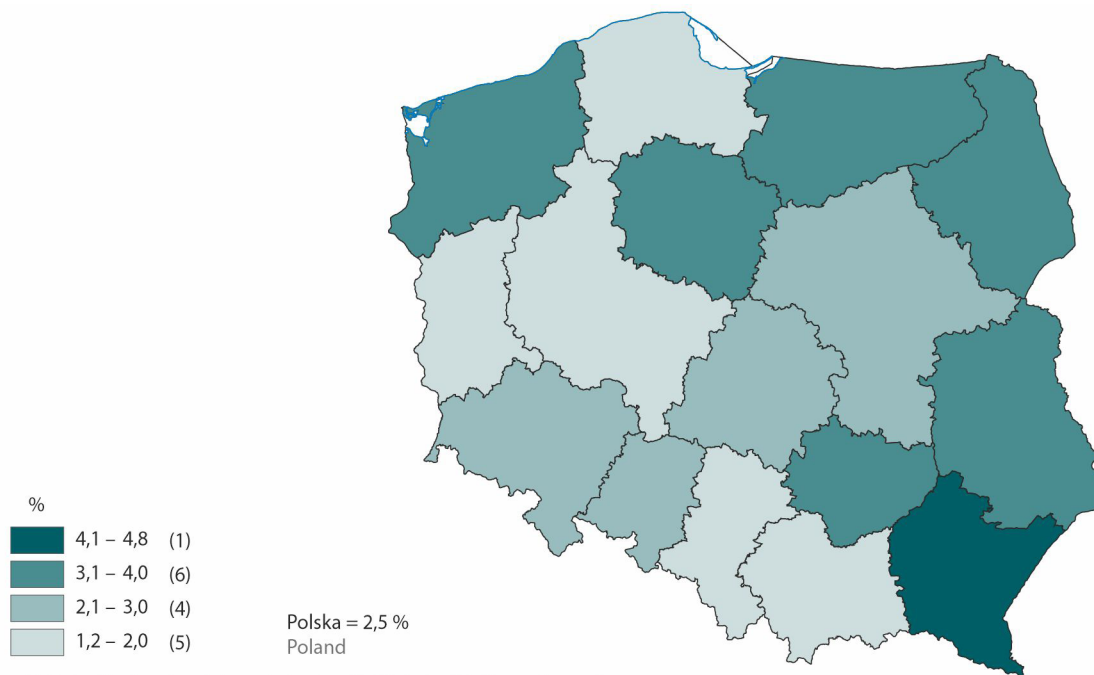 %
4,1 – 4,8 (1)
3,1 – 4,0 (6)
2,1 – 3,0 (4)
1,2 – 2,0 (5)
Polska = 2,5 %
Poland